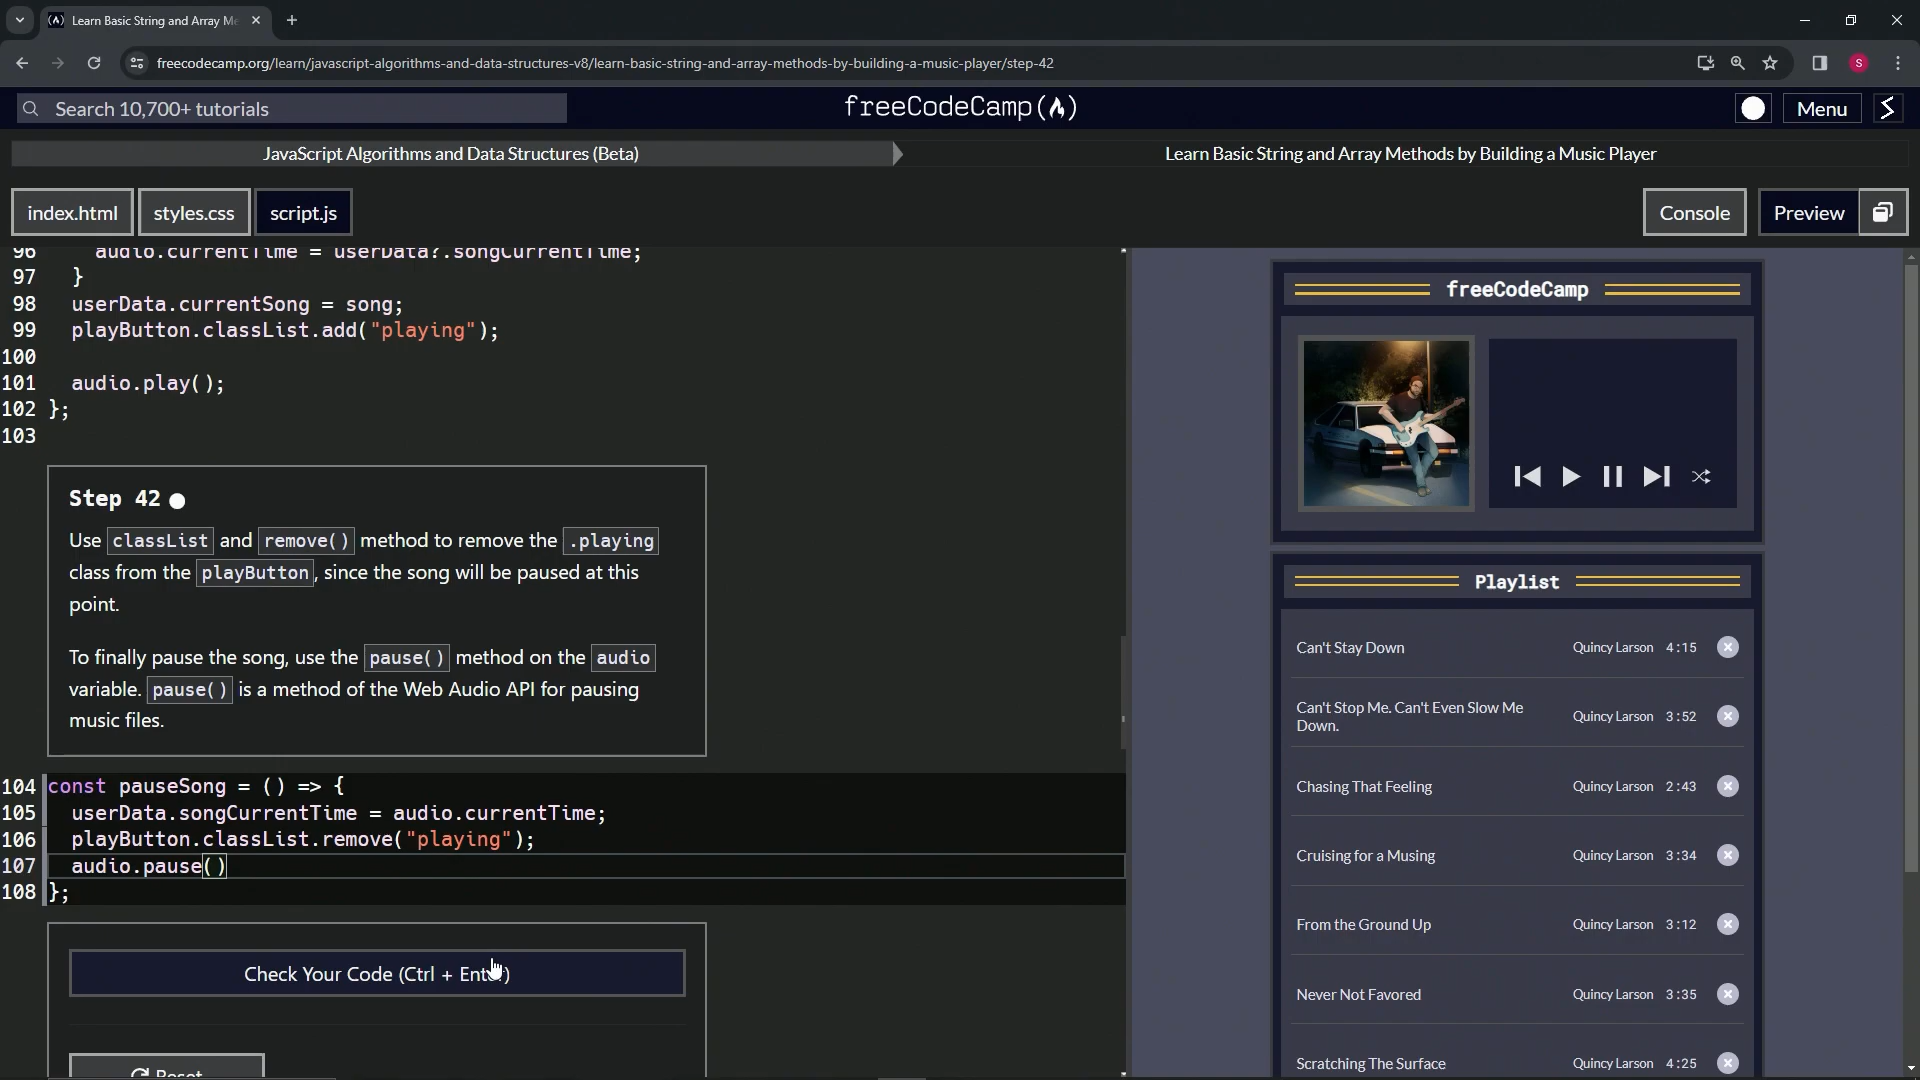 Learn Basic String and Array Me
freecodecamp.org/learn/javascript-algorithms-and-data-structures-v8/learn-basic-string-and-array-methods-by-building-a-music-player/step-42
S
Search 10,700+ tutorials
freeCodeCamp(🔥)
Menu
JavaScript Algorithms and Data Structures (Beta)
Learn Basic String and Array Methods by Building a Music Player
index.html
styles.css
script.js
Console
Preview
96 audio.currentTime = userData?.songCurrentTime;
97 }
98 userData.currentSong = song;
99 playButton.classList.add("playing");
100
101 audio.play();
102 };
103
Step 42
Use classList and remove() method to remove the .playing
class from the playButton, since the song will be paused at this
point.
To finally pause the song, use the pause() method on the audio
variable. pause() is a method of the Web Audio API for pausing
music files.
104 const pauseSong = () => {
105 userData.songCurrentTime = audio.currentTime;
106 playButton.classList.remove("playing");
107 audio.pause()
108 };
Check Your Code (Ctrl + Enter)
Reset
freeCodeCamp
Playlist
Can't Stay Down Quincy Larson 4:15
Can't Stop Me. Can't Even Slow Me
Down. Quincy Larson 3:52
Chasing That Feeling Quincy Larson 2:43
Cruising for a Musing Quincy Larson 3:34
From the Ground Up Quincy Larson 3:12
Never Not Favored Quincy Larson 3:35
Scratching The Surface Quincy Larson 4:25